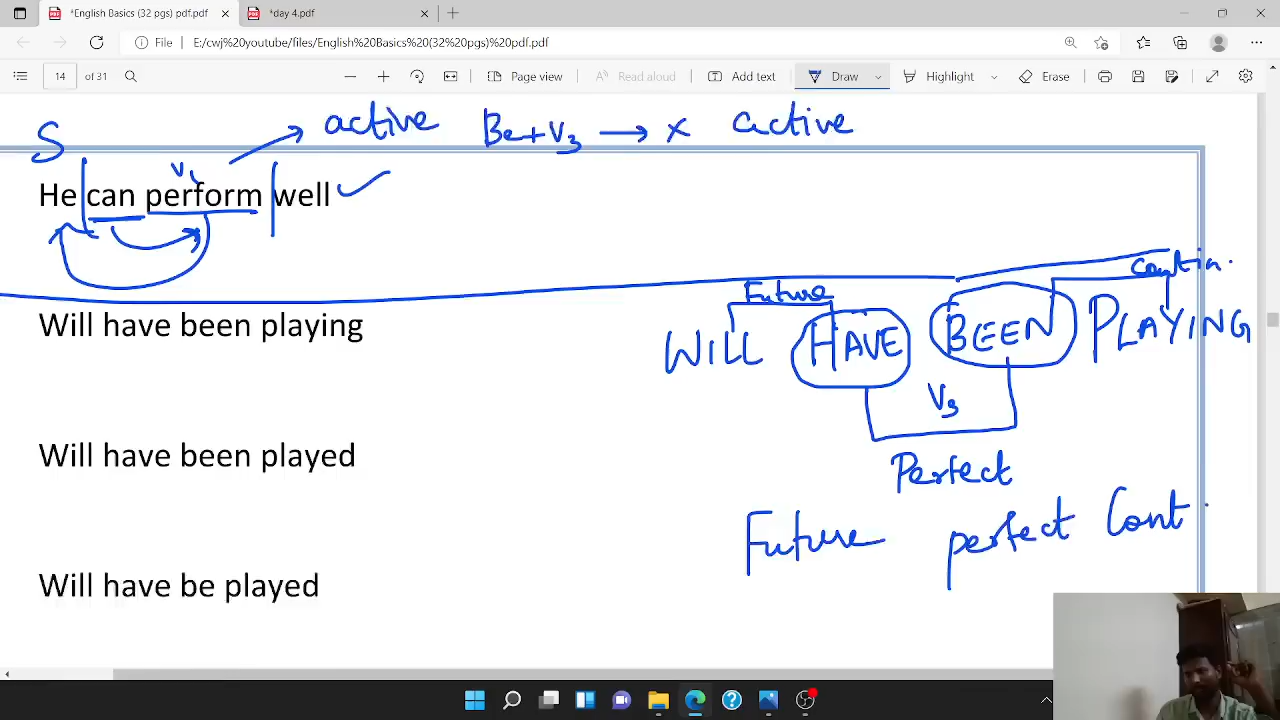 *English Basics (32 pgs) pdf.pdf
*day 4.pdf
File E:/cwj%20youtube/files/English%20Basics%20(32%20pgs)%20pdf.pdf
14 of 31 Page view Read aloud Add text Draw Highlight Erase
S active Be+V3 → x active
V1
He can perform well
Future Contin.
Will have been playing
WILL HAVE BEEN PLAYING
V3
Will have been played
Perfect
Future perfect Cont
Will have be played